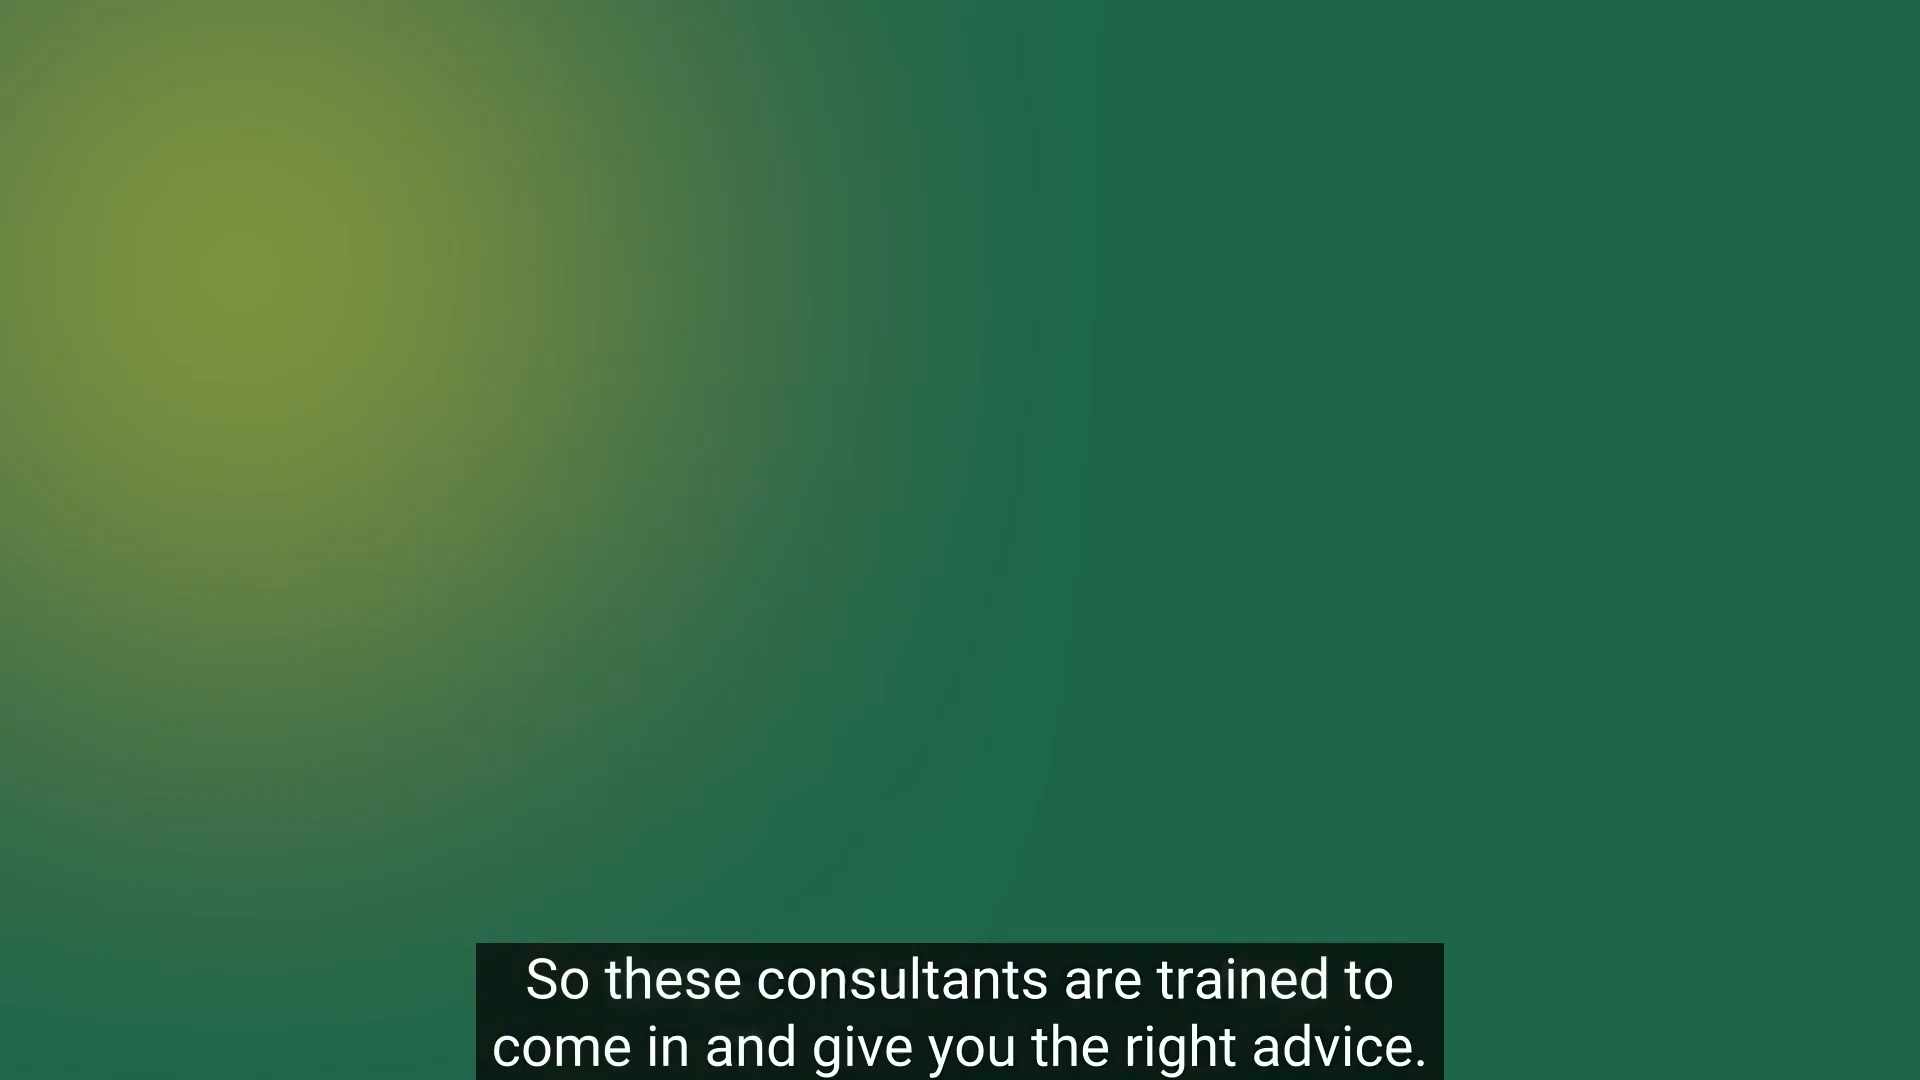 So these consultants are trained to
come in and give you the right advice.